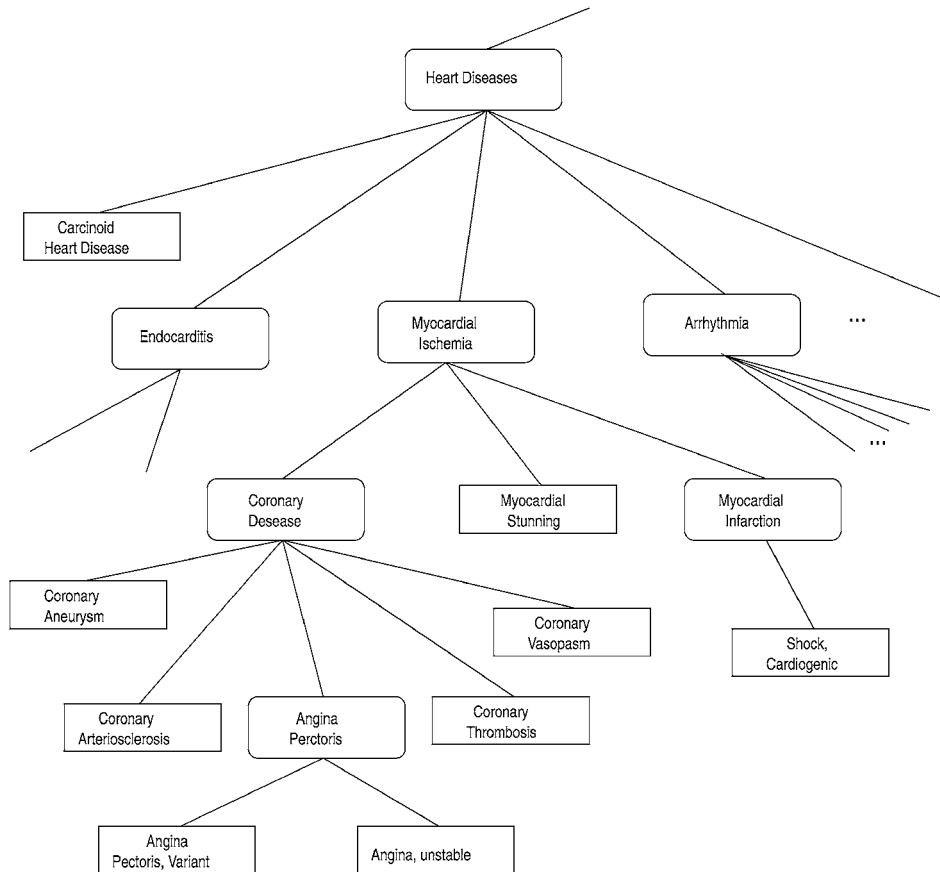 Heart Diseases
Carcinoid
Heart Disease
Endocarditis
Myocardial
Ischemia
Arrhythmia
...
...
Coronary
Desease
Myocardial
Stunning
Myocardial
Infarction
Coronary
Aneurysm
Coronary
Vasopasm
Shock,
Cardiogenic
Coronary
Arteriosclerosis
Angina
Perctoris
Coronary
Thrombosis
Angina
Pectoris, Variant
Angina, unstable